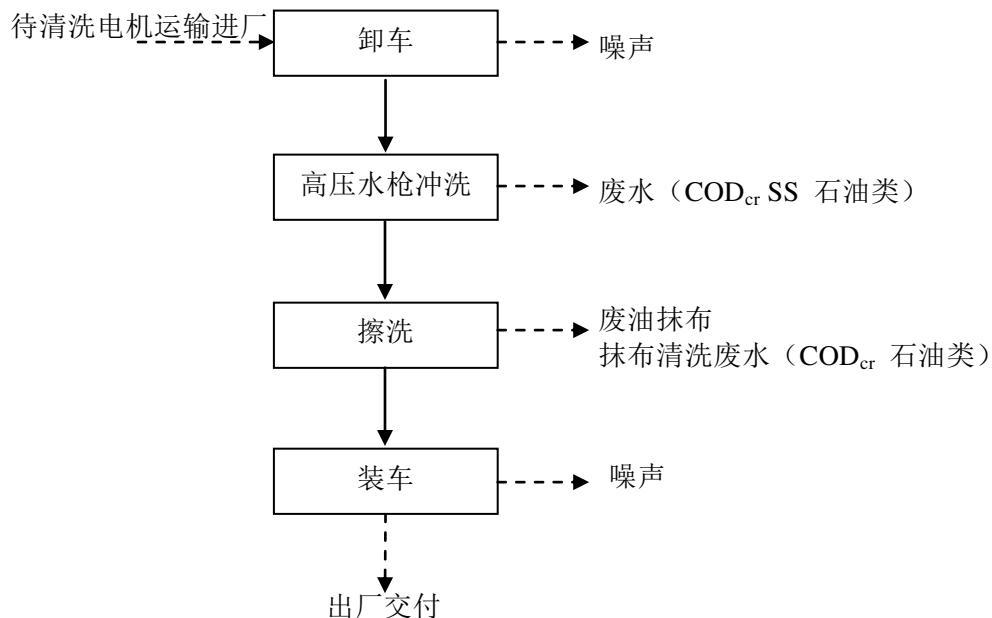 待清洗电机运输进厂
卸车
噪声
高压水枪冲洗
废水（CODcr SS 石油类）
擦洗
废油抹布
抹布清洗废水（CODcr 石油类）
装车
噪声
出厂交付